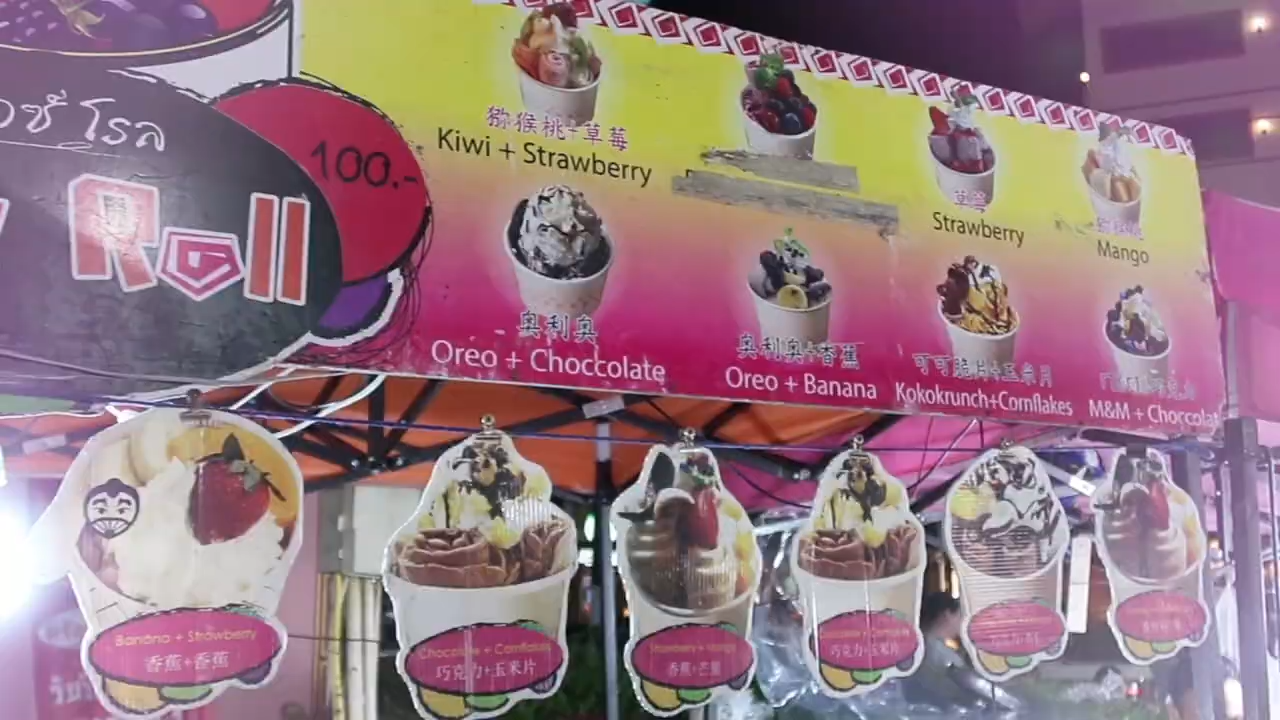 โรล
Roll
100.-
猕猴桃+草莓
Kiwi + Strawberry
草莓
Strawberry
Mango
奥利奥
Oreo + Choccolate
奥利奥+香蕉
Oreo + Banana
可可脆片+玉米片
Kokokrunch+Cornflakes
M&M + Choccolat
Banana + Strawberry
香蕉+香蕉
Chocolate + Cornflakes
巧克力+玉米片
Strawberry + Mango
香蕉+芒果
巧克力+玉米片